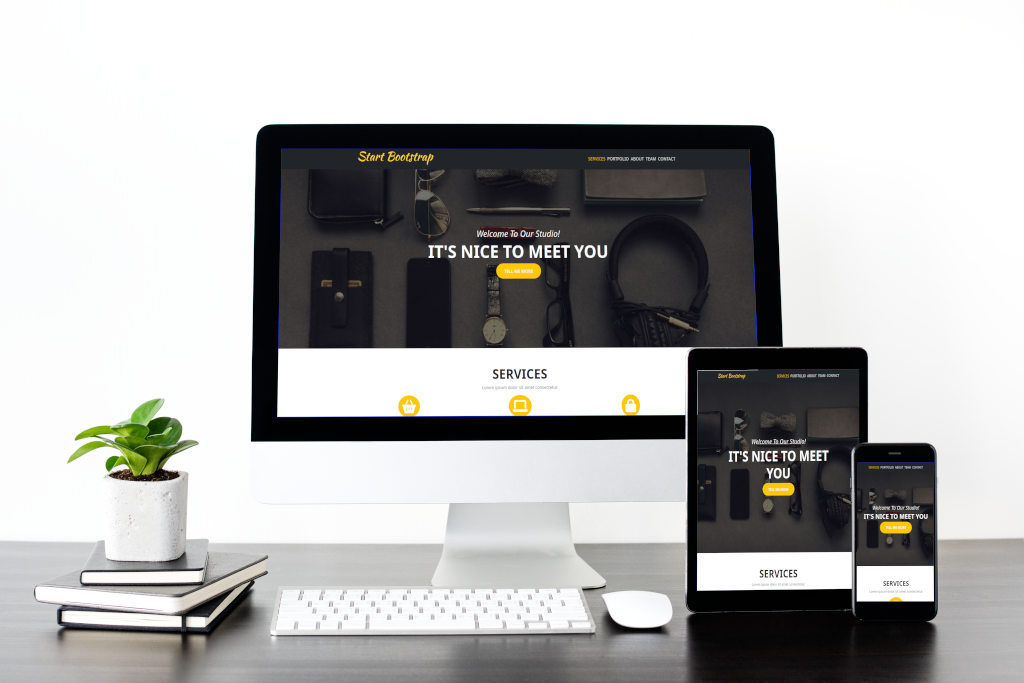 Start Bootstrap
SERVICES PORTFOLIO ABOUT TEAM CONTACT
Welcome To Our Studio!
IT'S NICE TO MEET YOU
TELL ME MORE
SERVICES
Lorem ipsum dolor sit amet consectetur.
Start Bootstrap
SERVICES PORTFOLIO ABOUT TEAM CONTACT
Welcome To Our Studio!
IT'S NICE TO MEET
YOU
TELL ME MORE
SERVICES
Lorem ipsum dolor sit amet consectetur.
SERVICES PORTFOLIO ABOUT TEAM CONTACT
Welcome To Our Studio!
IT'S NICE TO MEET YOU
TELL ME MORE
SERVICES
Lorem ipsum dolor sit amet consectetur.